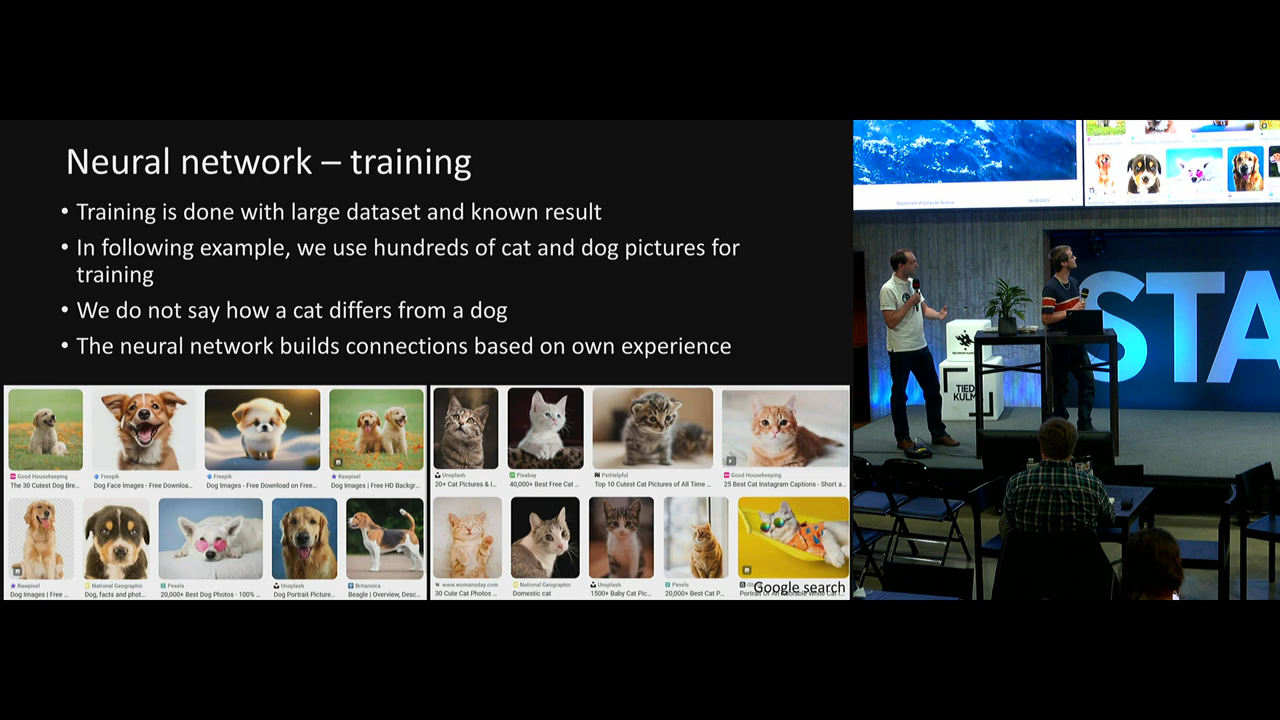 Neural network – training
• Training is done with large dataset and known result
• In following example, we use hundreds of cat and dog pictures for
training
• We do not say how a cat differs from a dog
• The neural network builds connections based on own experience
Good Housekeeping
The 30 Cutest Dog Bre...
Freepik
Dog Face Images - Free Downloa...
Freepik
Dog Images - Free Download on Free...
Rawpixel
Dog Images | Free HD Backgr...
Unsplash
20+ Cat Pictures & I...
Pixabay
40,000+ Best Free Cat ...
PetHelpful
Top 10 Cutest Cat Pictures of All Time ...
Good Housekeeping
25 Best Cat Instagram Captions - Short a...
Rawpixel
Dog Images | Free ...
National Geographic
Dog, facts and phot...
Pexels
20,000+ Best Dog Photos · 100% ...
Unsplash
Dog Portrait Picture...
Britannica
Beagle | Overview, Desc...
www.womansday.com
30 Cute Cat Photos ...
National Geographic
Domestic cat
Unsplash
1500+ Baby Cat Pic...
Pexels
20,000+ Best Cat P...
Google search
Department of Computer Science
STA
TIED
KULM